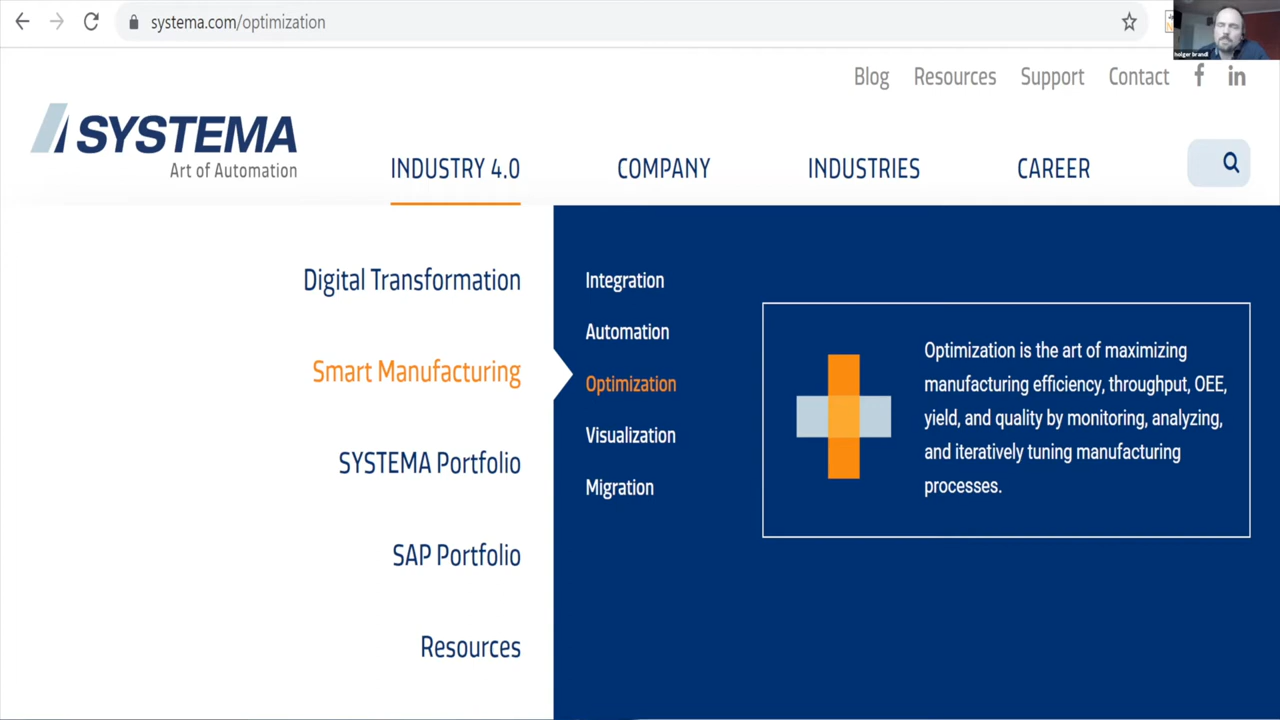 systema.com/optimization
holger brandl
Blog Resources Support Contact
SYSTEMA
Art of Automation
INDUSTRY 4.0 COMPANY INDUSTRIES CAREER
Digital Transformation
Smart Manufacturing
SYSTEMA Portfolio
SAP Portfolio
Resources
Integration
Automation
Optimization
Visualization
Migration
Optimization is the art of maximizing
manufacturing efficiency, throughput, OEE,
yield, and quality by monitoring, analyzing,
and iteratively tuning manufacturing
processes.